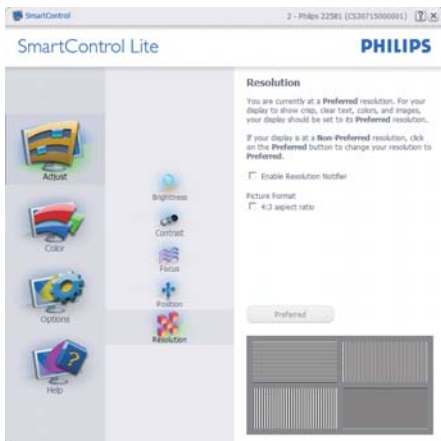 SmartControl
2 - Philips 225B1 (CS30715000001)
SmartControl Lite
PHILIPS
Resolution
You are currently at a Preferred resolution. For your
display to show crisp, clear text, colors, and images,
your display should be set to its Preferred resolution.
If your display is at a Non-Preferred resolution, click
on the Preferred button to change your resolution to
Preferred.
Enable Resolution Notifier
Picture Format
4:3 aspect ratio
Preferred
Adjust
Color
Options
Help
Brightness
Contrast
Focus
Position
Resolution